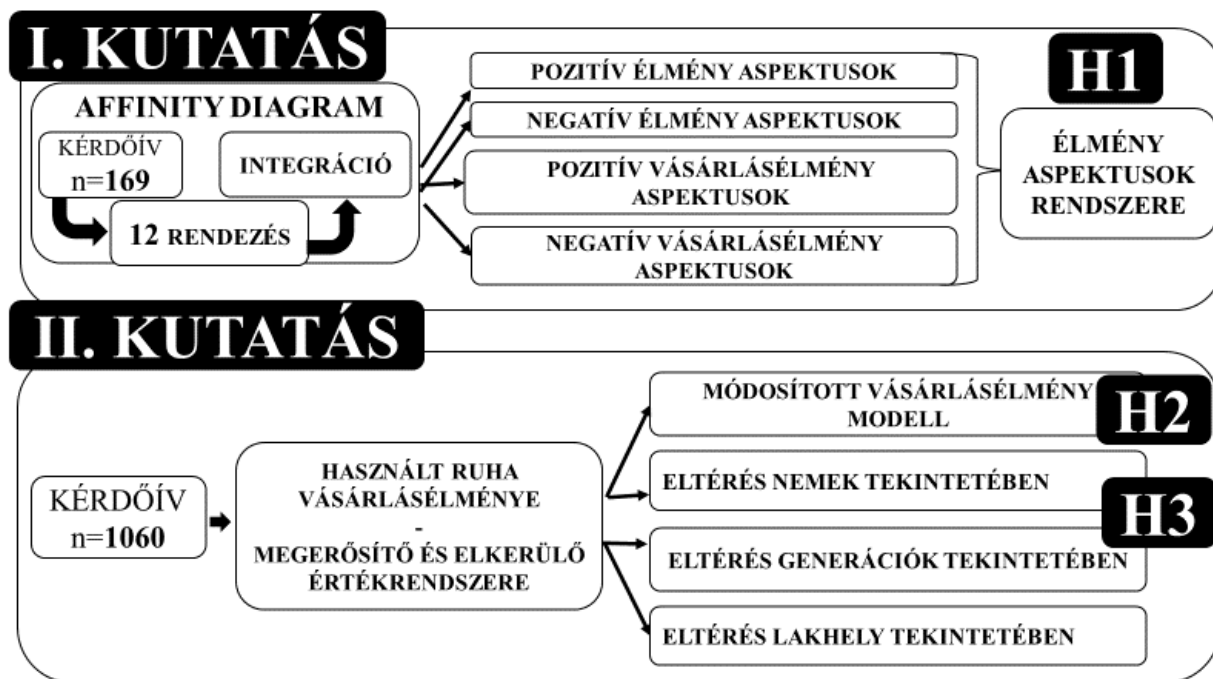 I. KUTATÁS
AFFINITY DIAGRAM
KÉRDŐÍV
n=169
12 RENDEZÉS
INTEGRÁCIÓ
POZITÍV ÉLMÉNY ASPEKTUSOK
NEGATÍV ÉLMÉNY ASPEKTUSOK
POZITÍV VÁSÁRLÁSÉLMÉNY
ASPEKTUSOK
NEGATÍV VÁSÁRLÁSÉLMÉNY
ASPEKTUSOK
H1
ÉLMÉNY
ASPEKTUSOK
RENDSZERE
II. KUTATÁS
KÉRDŐÍV
n=1060
HASZNÁLT RUHA
VÁSÁRLÁSÉLMÉNYE
-
MEGERŐSÍTŐ ÉS ELKERÜLŐ
ÉRTÉKRENDSZERE
MÓDOSÍTOTT VÁSÁRLÁSÉLMÉNY
MODELL
H2
ELTÉRÉS NEMEK TEKINTETÉBEN
H3
ELTÉRÉS GENERÁCIÓK TEKINTETÉBEN
ELTÉRÉS LAKHELY TEKINTETÉBEN